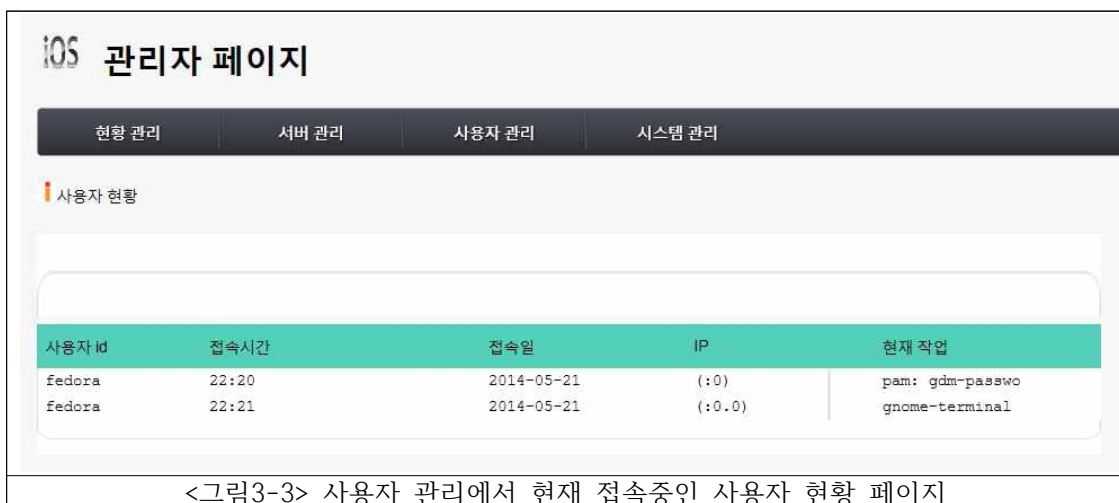 iOS 관리자 페이지
현황 관리 서버 관리 사용자 관리 시스템 관리
사용자 현황
사용자 id 접속시간 접속일 IP 현재 작업
fedora 22:20 2014-05-21 (:0) pam: gdm-passwo
fedora 22:21 2014-05-21 (:0.0) gnome-terminal
<그림3-3> 사용자 관리에서 현재 접속중인 사용자 현황 페이지